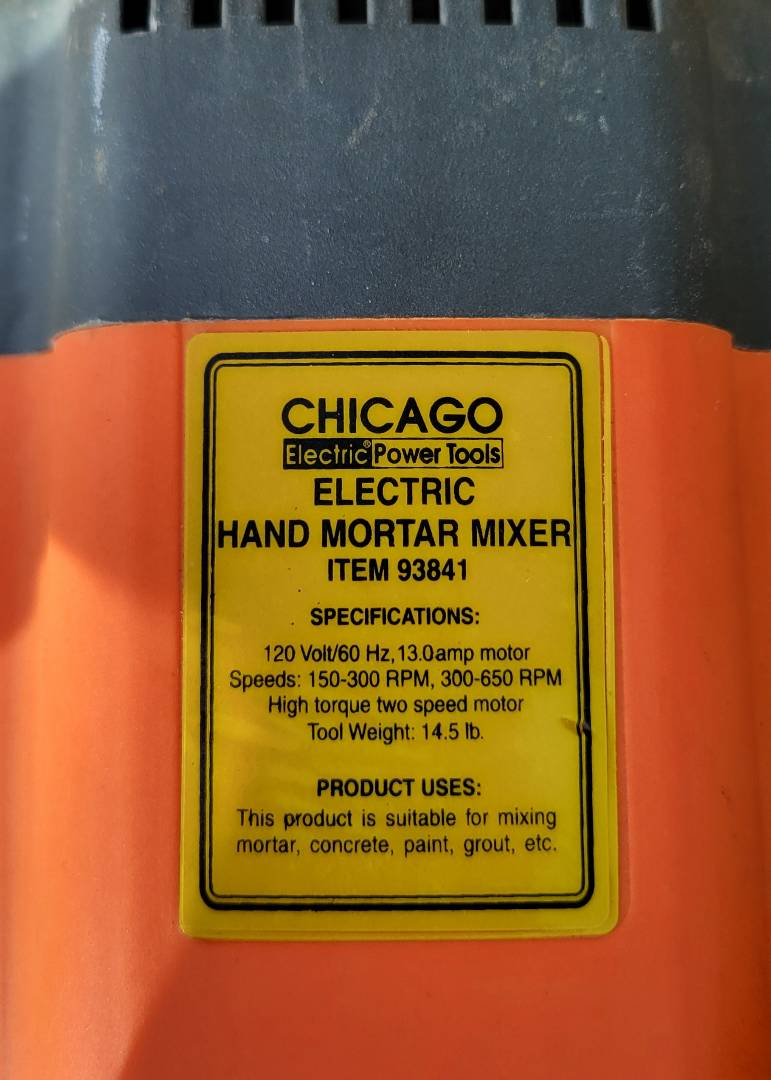 CHICAGO
Electric® Power Tools
ELECTRIC
HAND MORTAR MIXER
ITEM 93841
SPECIFICATIONS:
120 Volt/60 Hz, 13.0amp motor
Speeds: 150-300 RPM, 300-650 RPM
High torque two speed motor
Tool Weight: 14.5 lb.
PRODUCT USES:
This product is suitable for mixing
mortar, concrete, paint, grout, etc.